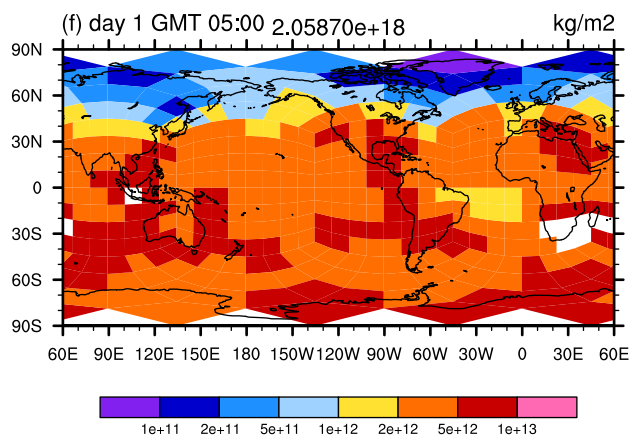 (f) day 1 GMT 05:00 2.05870e+18 kg/m2
90N
60N
30N
0
30S
60S
90S
60E 90E 120E 150E 180 150W 120W 90W 60W 30W 0 30E 60E
1e+11 2e+11 5e+11 1e+12 2e+12 5e+12 1e+13